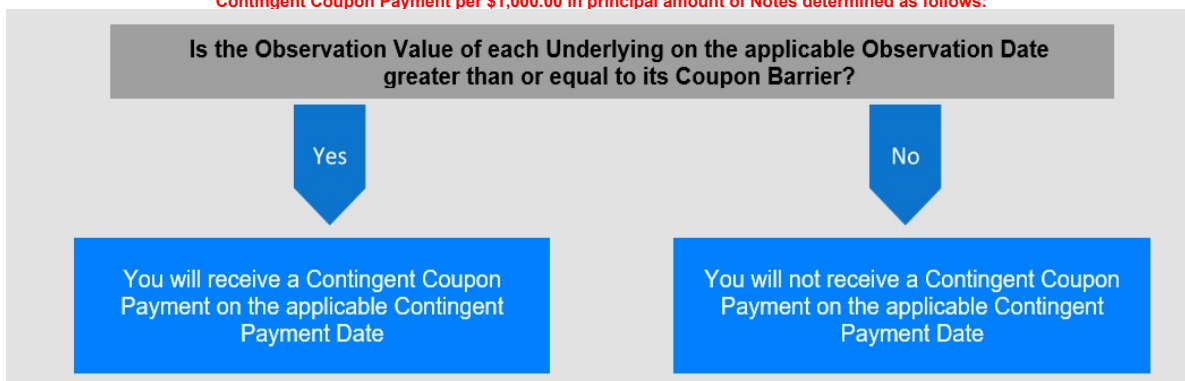 Contingent Coupon Payment per $1,000.00 in principal amount of Notes determined as follows:
Is the Observation Value of each Underlying on the applicable Observation Date
greater than or equal to its Coupon Barrier?
Yes
No
You will receive a Contingent Coupon
Payment on the applicable Contingent
Payment Date
You will not receive a Contingent Coupon
Payment on the applicable Contingent
Payment Date